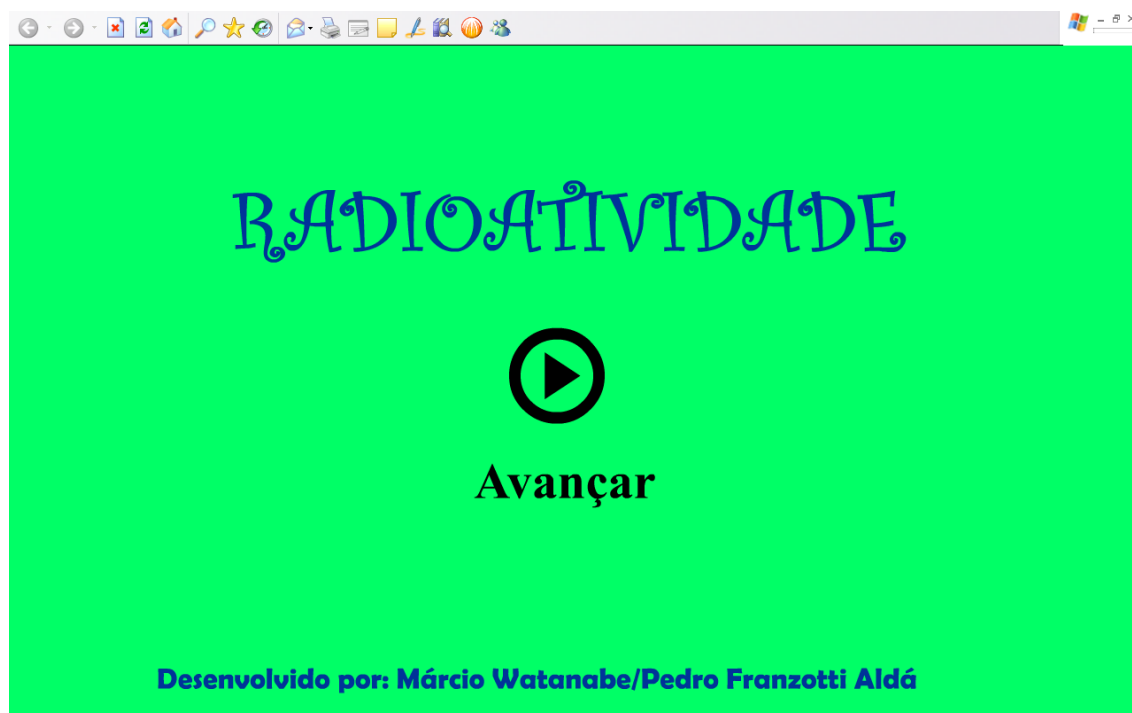 RADIOATIVIDADE
Avançar
Desenvolvido por: Márcio Watanabe/Pedro Franzotti Aldá